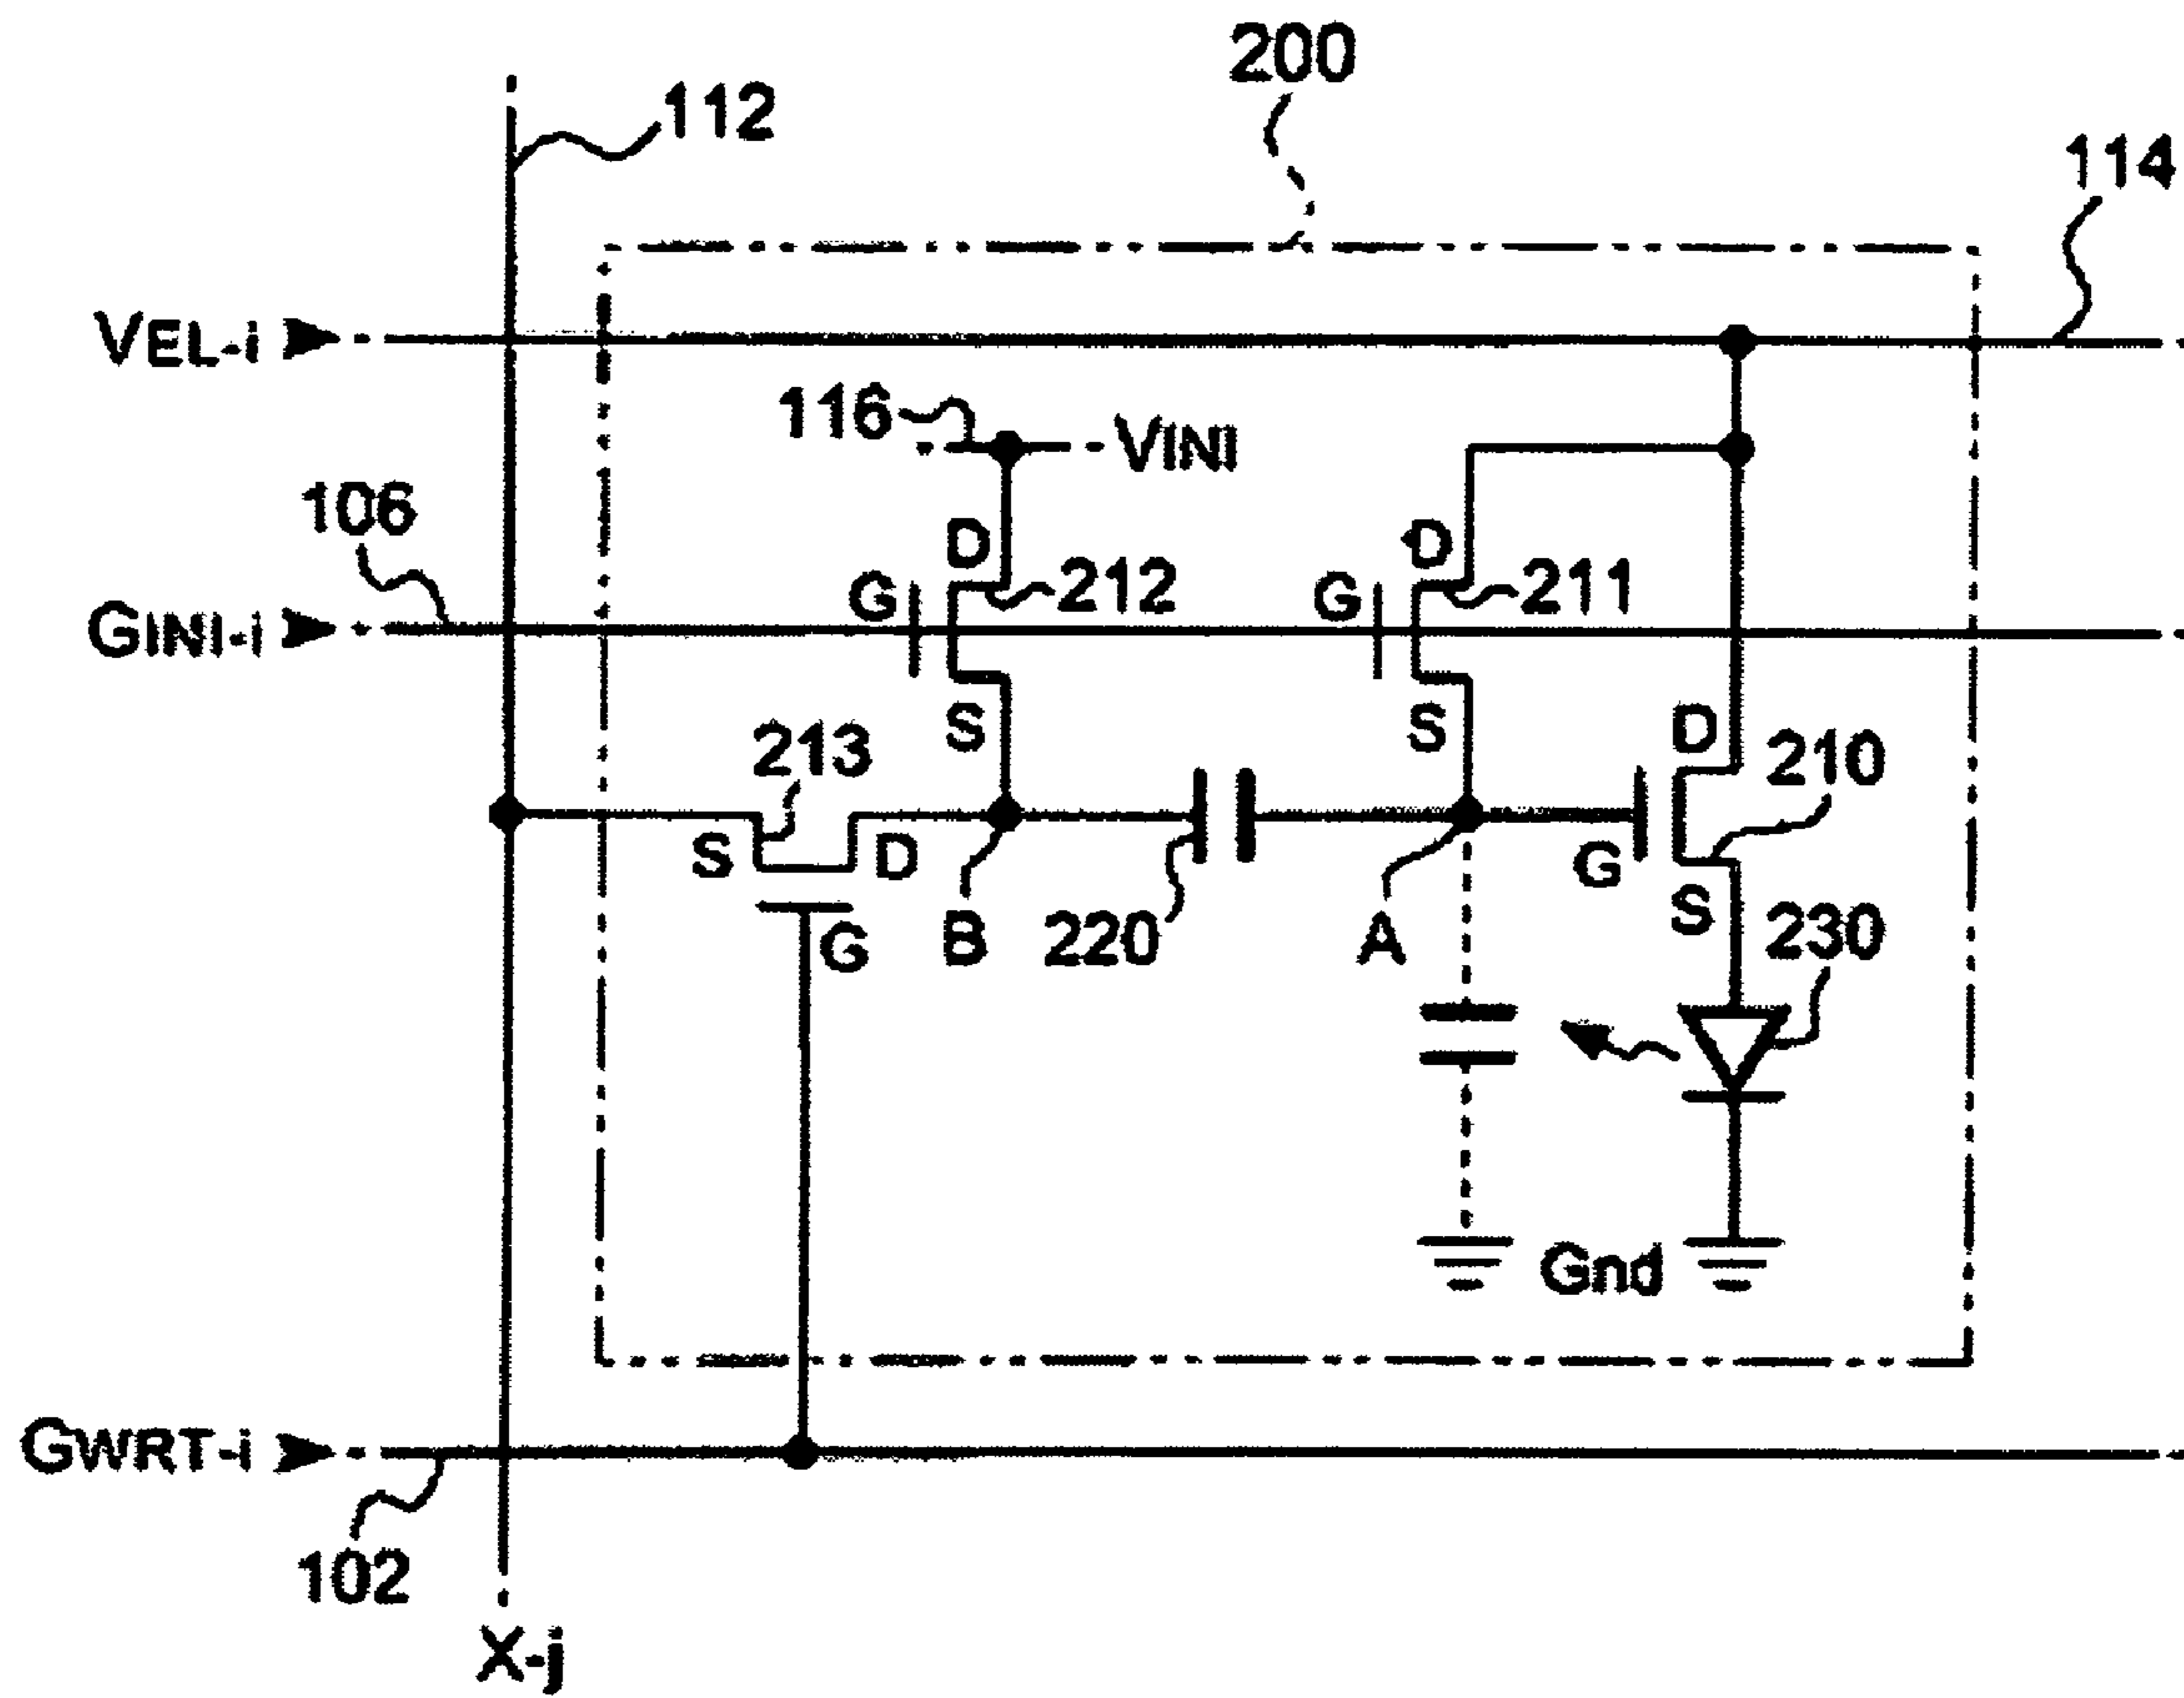 200
112
114
VEL-i
116
VINI
106
D
D
G
212
G
211
GINI-i
S
S
D
213
210
S
D
G
G
B
220
A
S
230
Gnd
GWRT-i
102
X-j